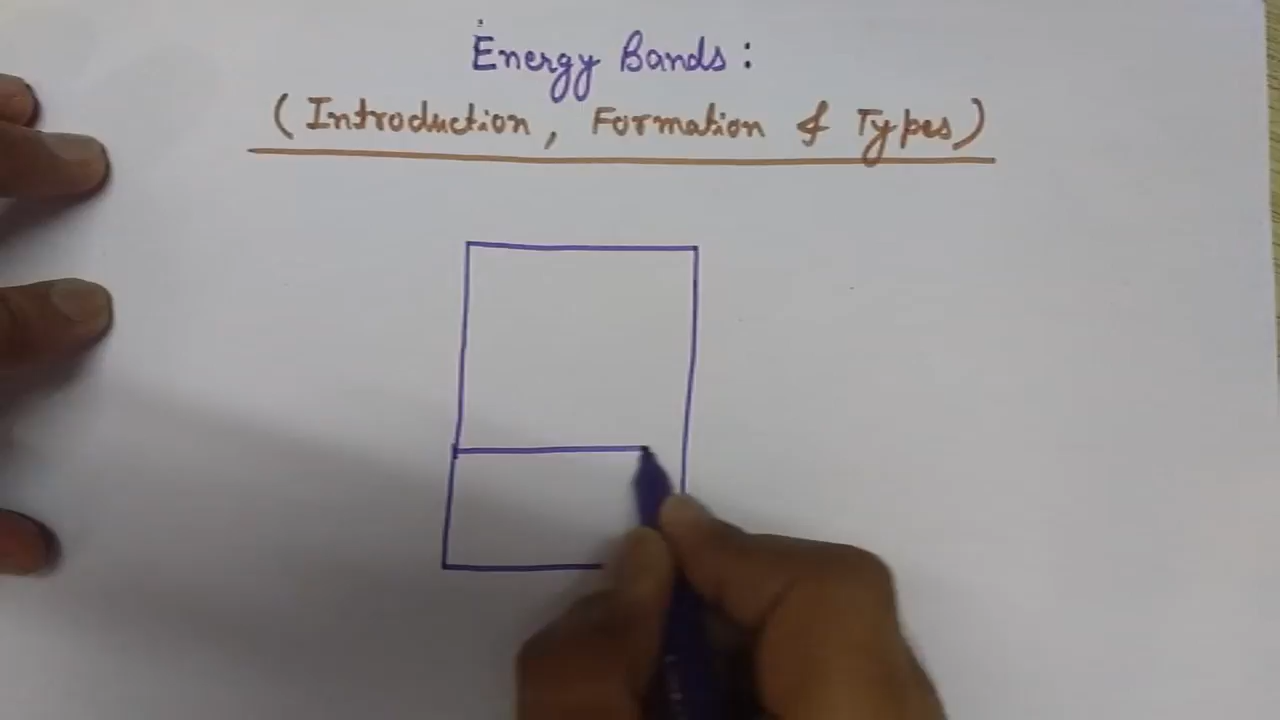 Energy Bands:
(Introduction, Formation & Types)